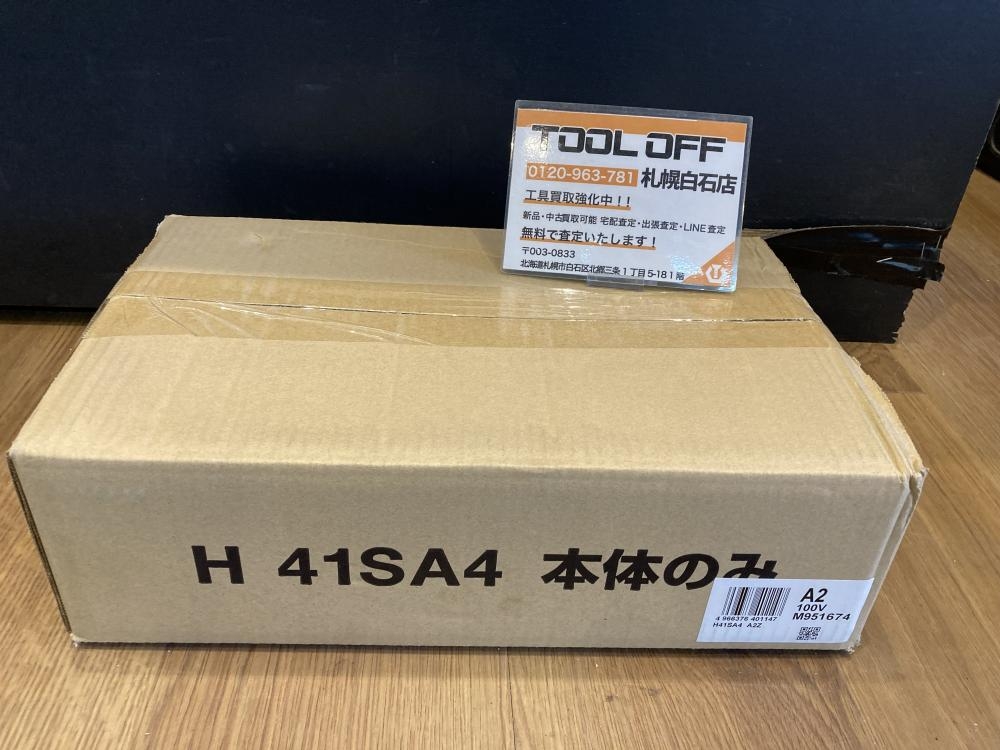 TOOL OFF
0120-963-781 札幌白石店
工具買取強化中！！
新品・中古買取可能 宅配査定・出張査定・LINE査定
無料で査定いたします！
〒003-0833
北海道札幌市白石区北郷三条1丁目5-18 1階
H 41SA4 本体のみ
A2
100V
M951674
4 966376 401147
H41SA4 A2Z